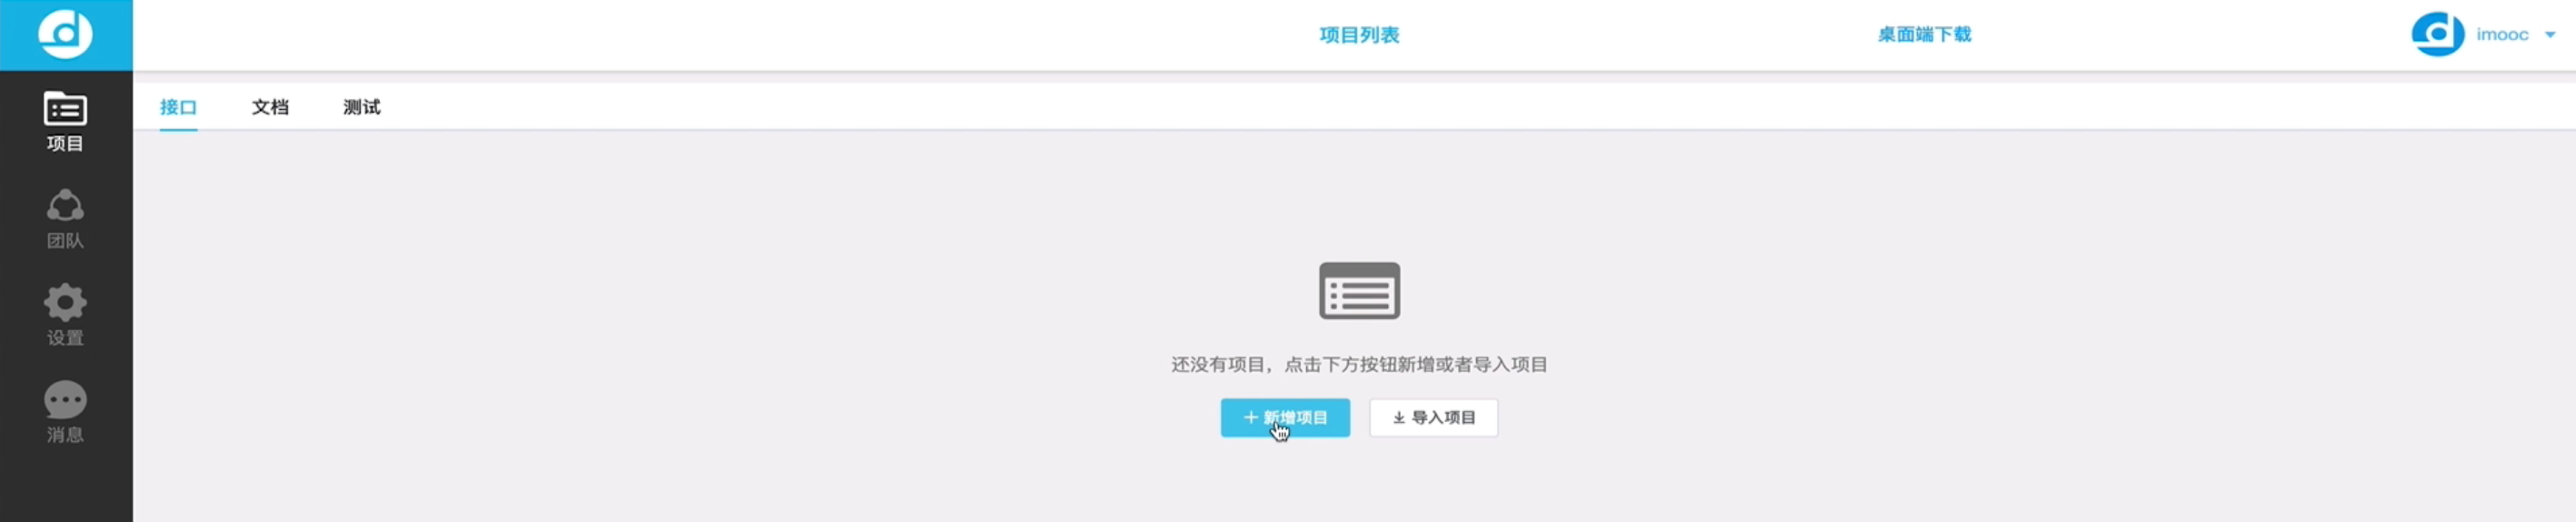 项目列表
桌面端下载
imooc
接口
文档
测试
项目
团队
设置
消息
还没有项目，点击下方按钮新增或者导入项目
新增项目
导入项目